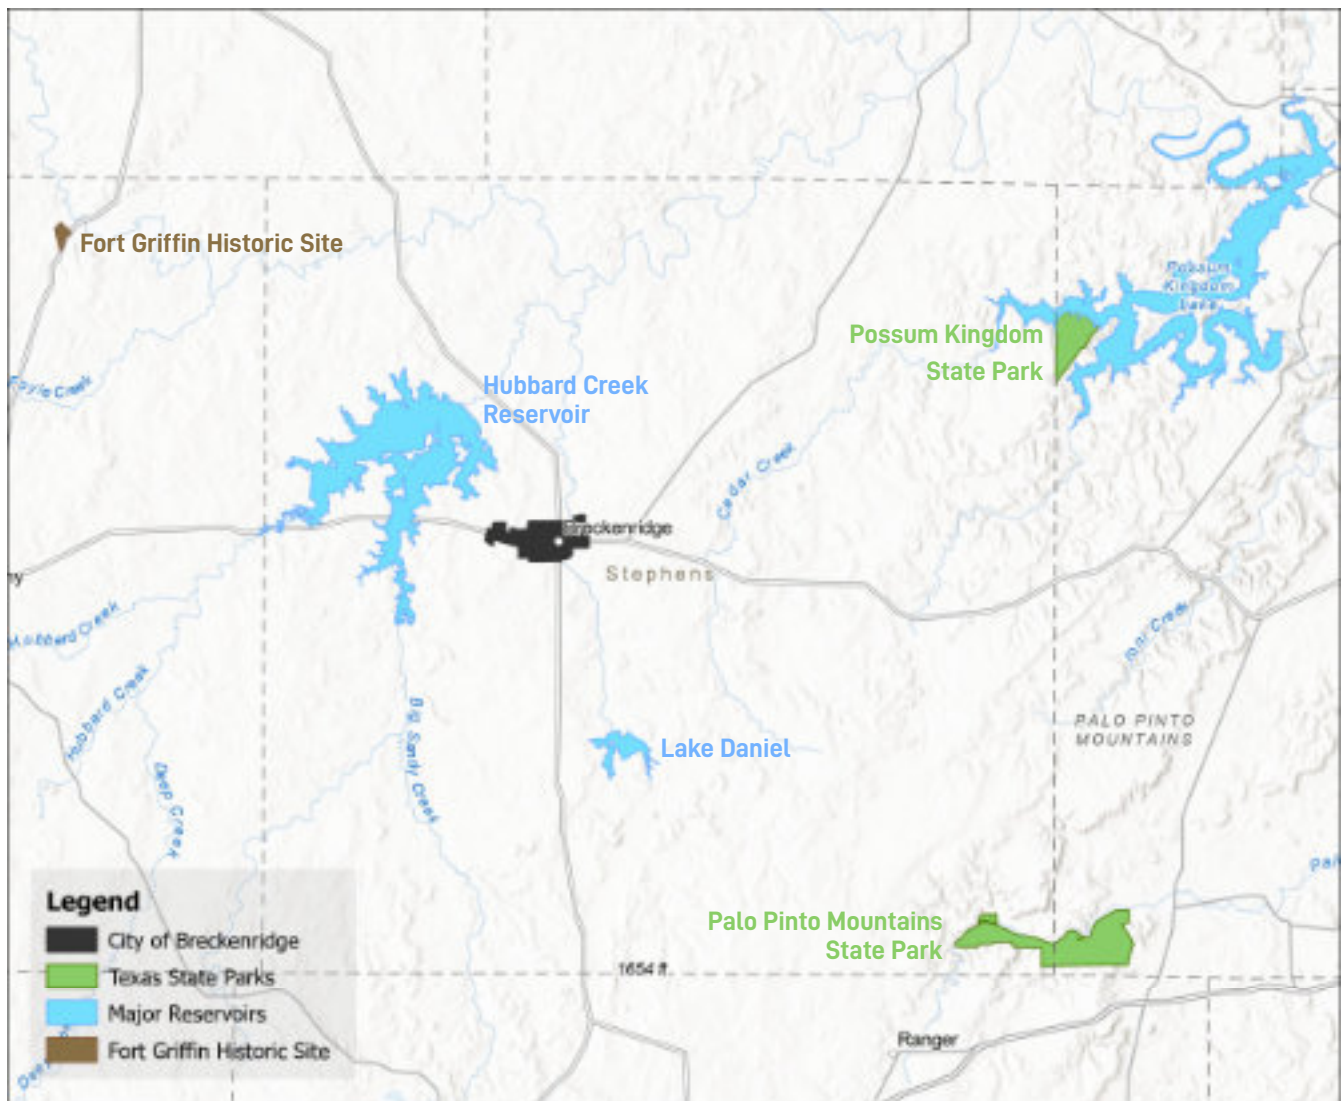 Fort Griffin Historic Site
Possum
Kingdom
Lake
Possum Kingdom
State Park
Hubbard Creek
Reservoir
Cedar Creek
Breckenridge
Stephens
Hubbard Creek
Ioni Creek
Hubbard Creek
Big Sandy Creek
PALO PINTO
MOUNTAINS
Lake Daniel
Deep Creek
Legend
City of Breckenridge
Texas State Parks
Major Reservoirs
Fort Griffin Historic Site
Palo Pinto Mountains
State Park
1654 ft
Ranger